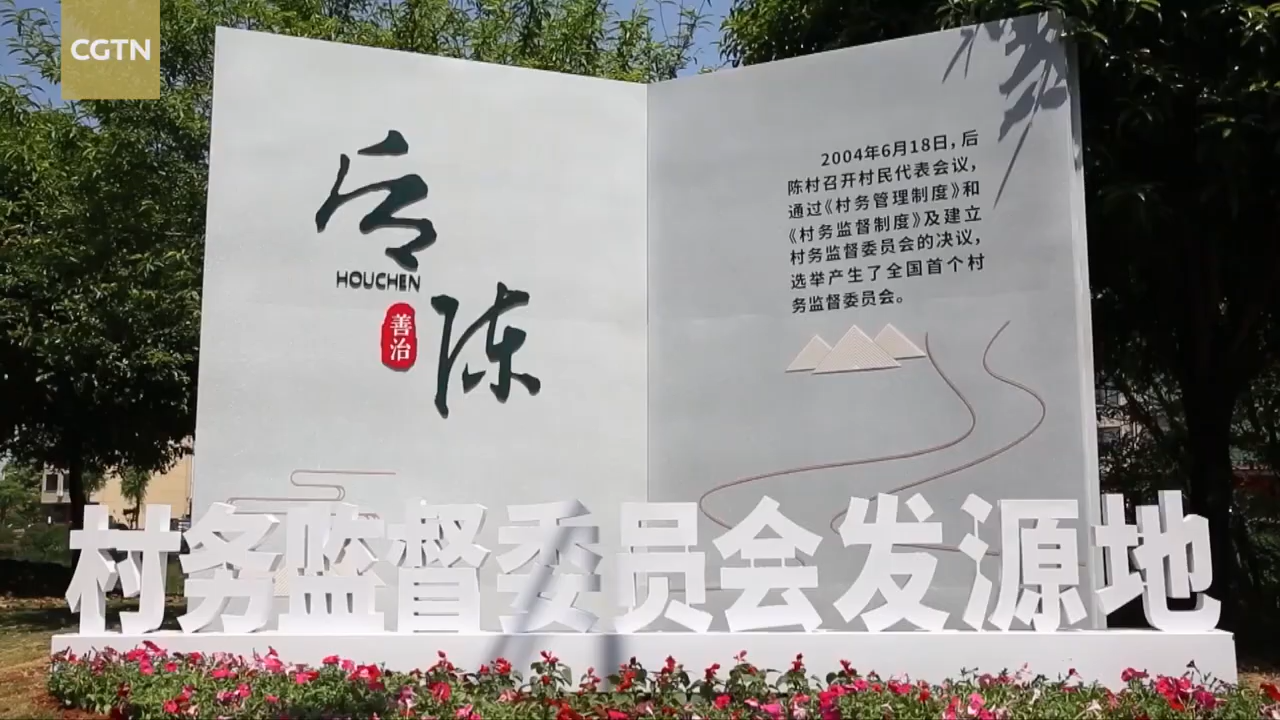 CGTN
后
HOUCHEN
善治
陈
2004年6月18日，后
陈村召开村民代表会议，
通过《村务管理制度》和
《村务监督制度》及建立
村务监督委员会的决议，
选举产生了全国首个村
务监督委员会。
村务监督委员会发源地